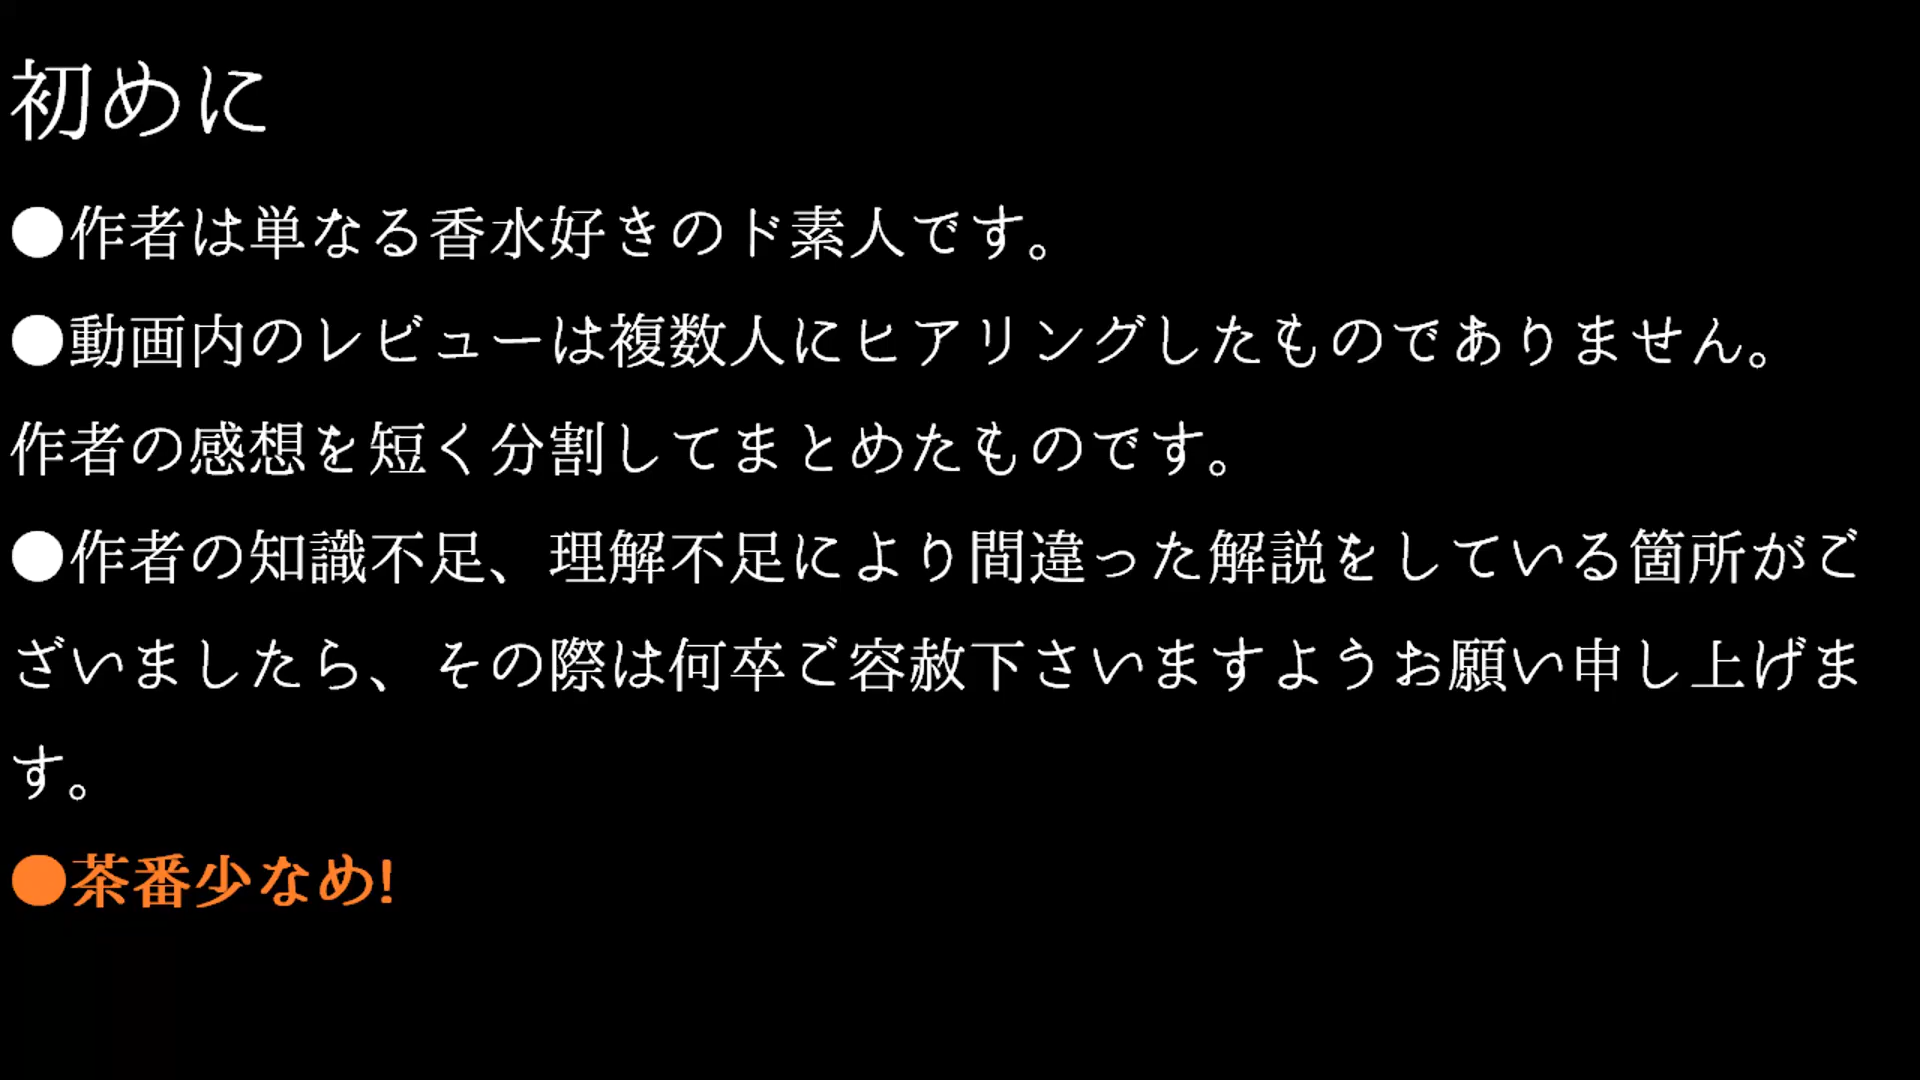 初めに
●作者は単なる香水好きのド素人です。
●動画内のレビューは複数人にヒアリングしたものでありません。
作者の感想を短く分割してまとめたものです。
●作者の知識不足、理解不足により間違った解説をしている箇所がご
ざいましたら、その際は何卒ご容赦下さいますようお願い申し上げま
す。
●茶番少なめ!